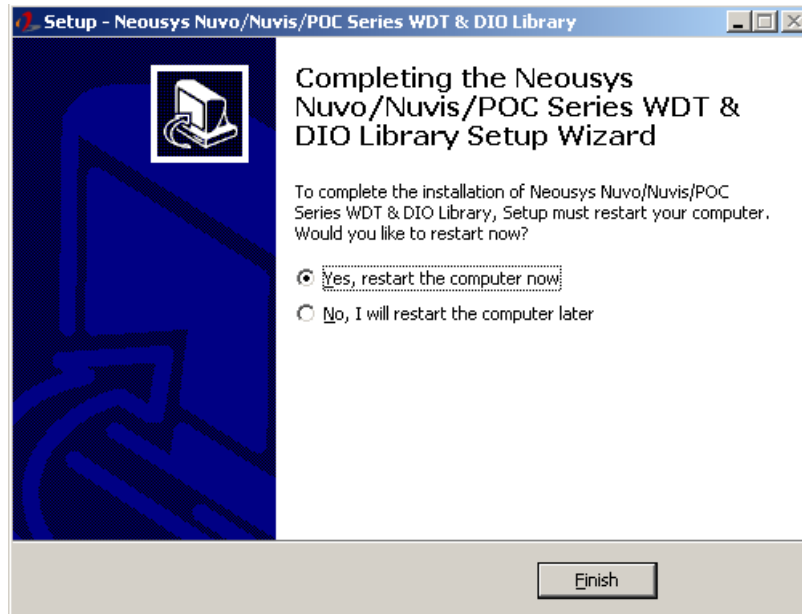 Setup - Neousys Nuvo/Nuvis/POC Series WDT & DIO Library
Completing the Neousys
Nuvo/Nuvis/POC Series WDT &
DIO Library Setup Wizard
To complete the installation of Neousys Nuvo/Nuvis/POC
Series WDT & DIO Library, Setup must restart your computer.
Would you like to restart now?
Yes, restart the computer now
No, I will restart the computer later
Finish